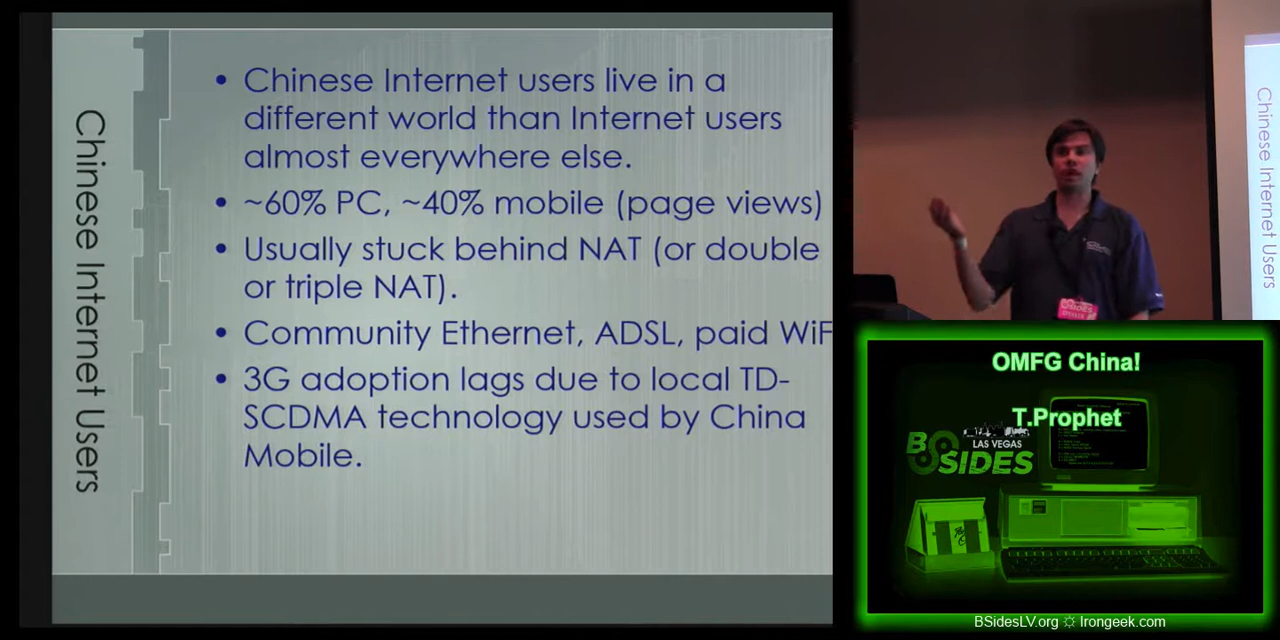 Chinese Internet Users
• Chinese Internet users live in a
different world than Internet users
almost everywhere else.
• ~60% PC, ~40% mobile (page views)
• Usually stuck behind NAT (or double
or triple NAT).
• Community Ethernet, ADSL, paid WiF
• 3G adoption lags due to local TD-
SCDMA technology used by China
Mobile.
Chinese Internet Users
BSIDES
OMFG China!
T.Prophet
LAS VEGAS
BSIDES
BSidesLV.org ☼ Irongeek.com